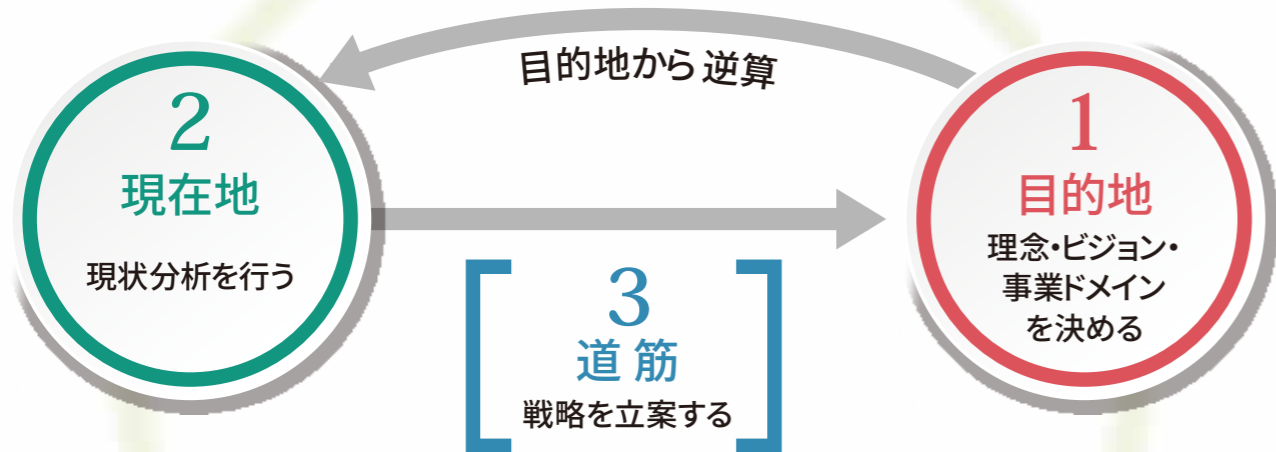 目的地から逆算
2
現在地
現状分析を行う
1
目的地
理念・ビジョン・
事業ドメイン
を決める
3
道筋
戦略を立案する